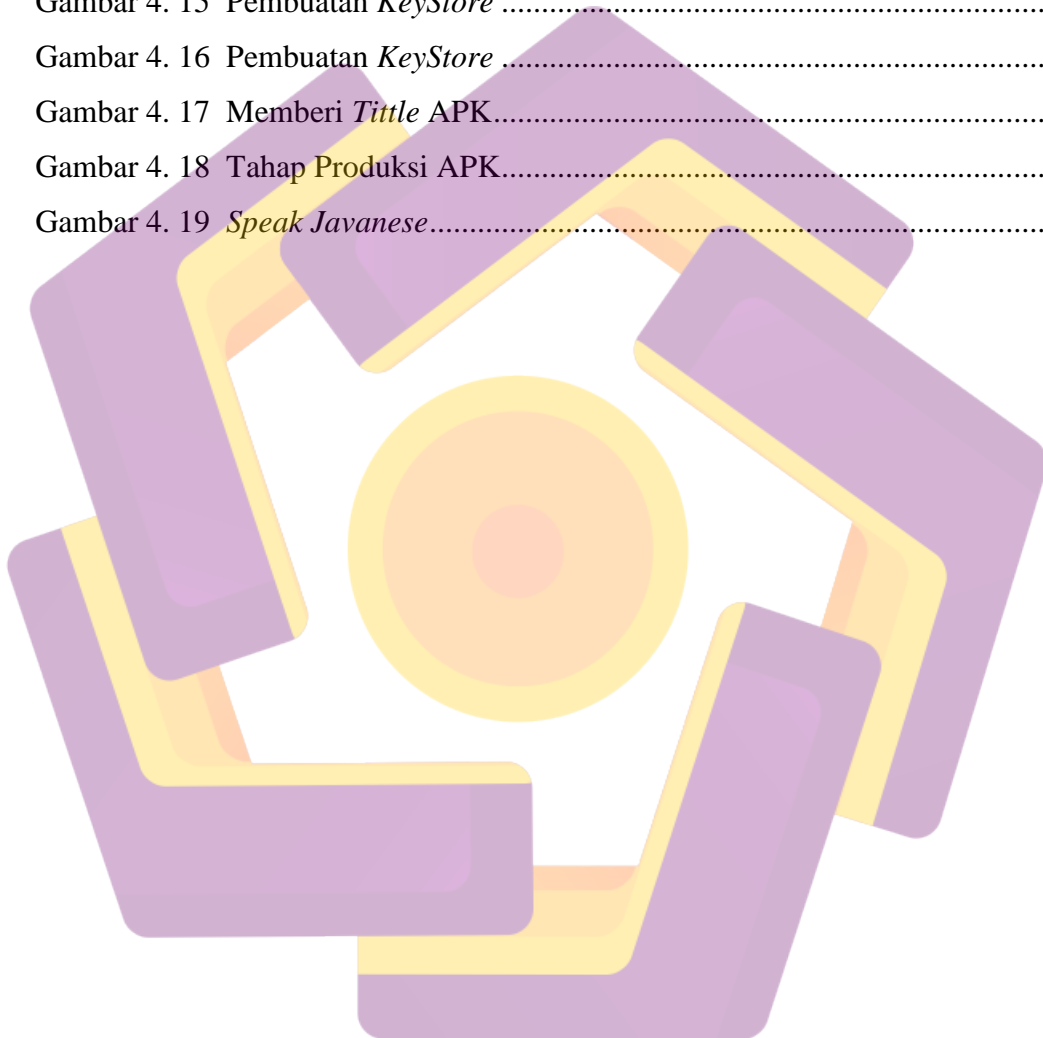 Gambar 4. 15 Pembuatan KeyStore ........................................................................
Gambar 4. 16 Pembuatan KeyStore ........................................................................
Gambar 4. 17 Memberi Tittle APK.........................................................................
Gambar 4. 18 Tahap Produksi APK........................................................................
Gambar 4. 19 Speak Javanese.................................................................................